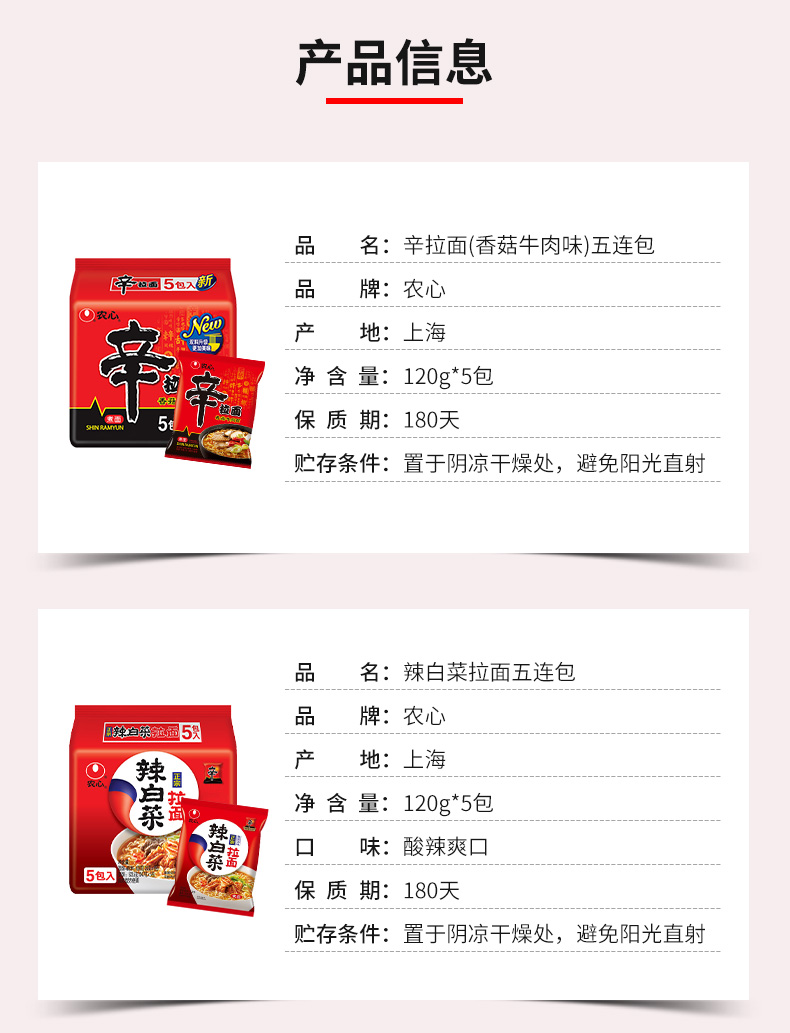 产品信息
辛拉面5包入新
农心
New
辛
煮面
SHIN RAMYUN
农心
辛拉面
品 名：辛拉面(香菇牛肉味)五连包
品 牌：农心
产 地：上海
净 含 量：120g*5包
保 质 期：180天
贮存条件：置于阴凉干燥处，避免阳光直射
辣白菜拉面5包入
农心
正宗
辣白菜
拉面
辛
5包入
辣白菜
拉面
品 名：辣白菜拉面五连包
品 牌：农心
产 地：上海
净 含 量：120g*5包
口 味：酸辣爽口
保 质 期：180天
贮存条件：置于阴凉干燥处，避免阳光直射